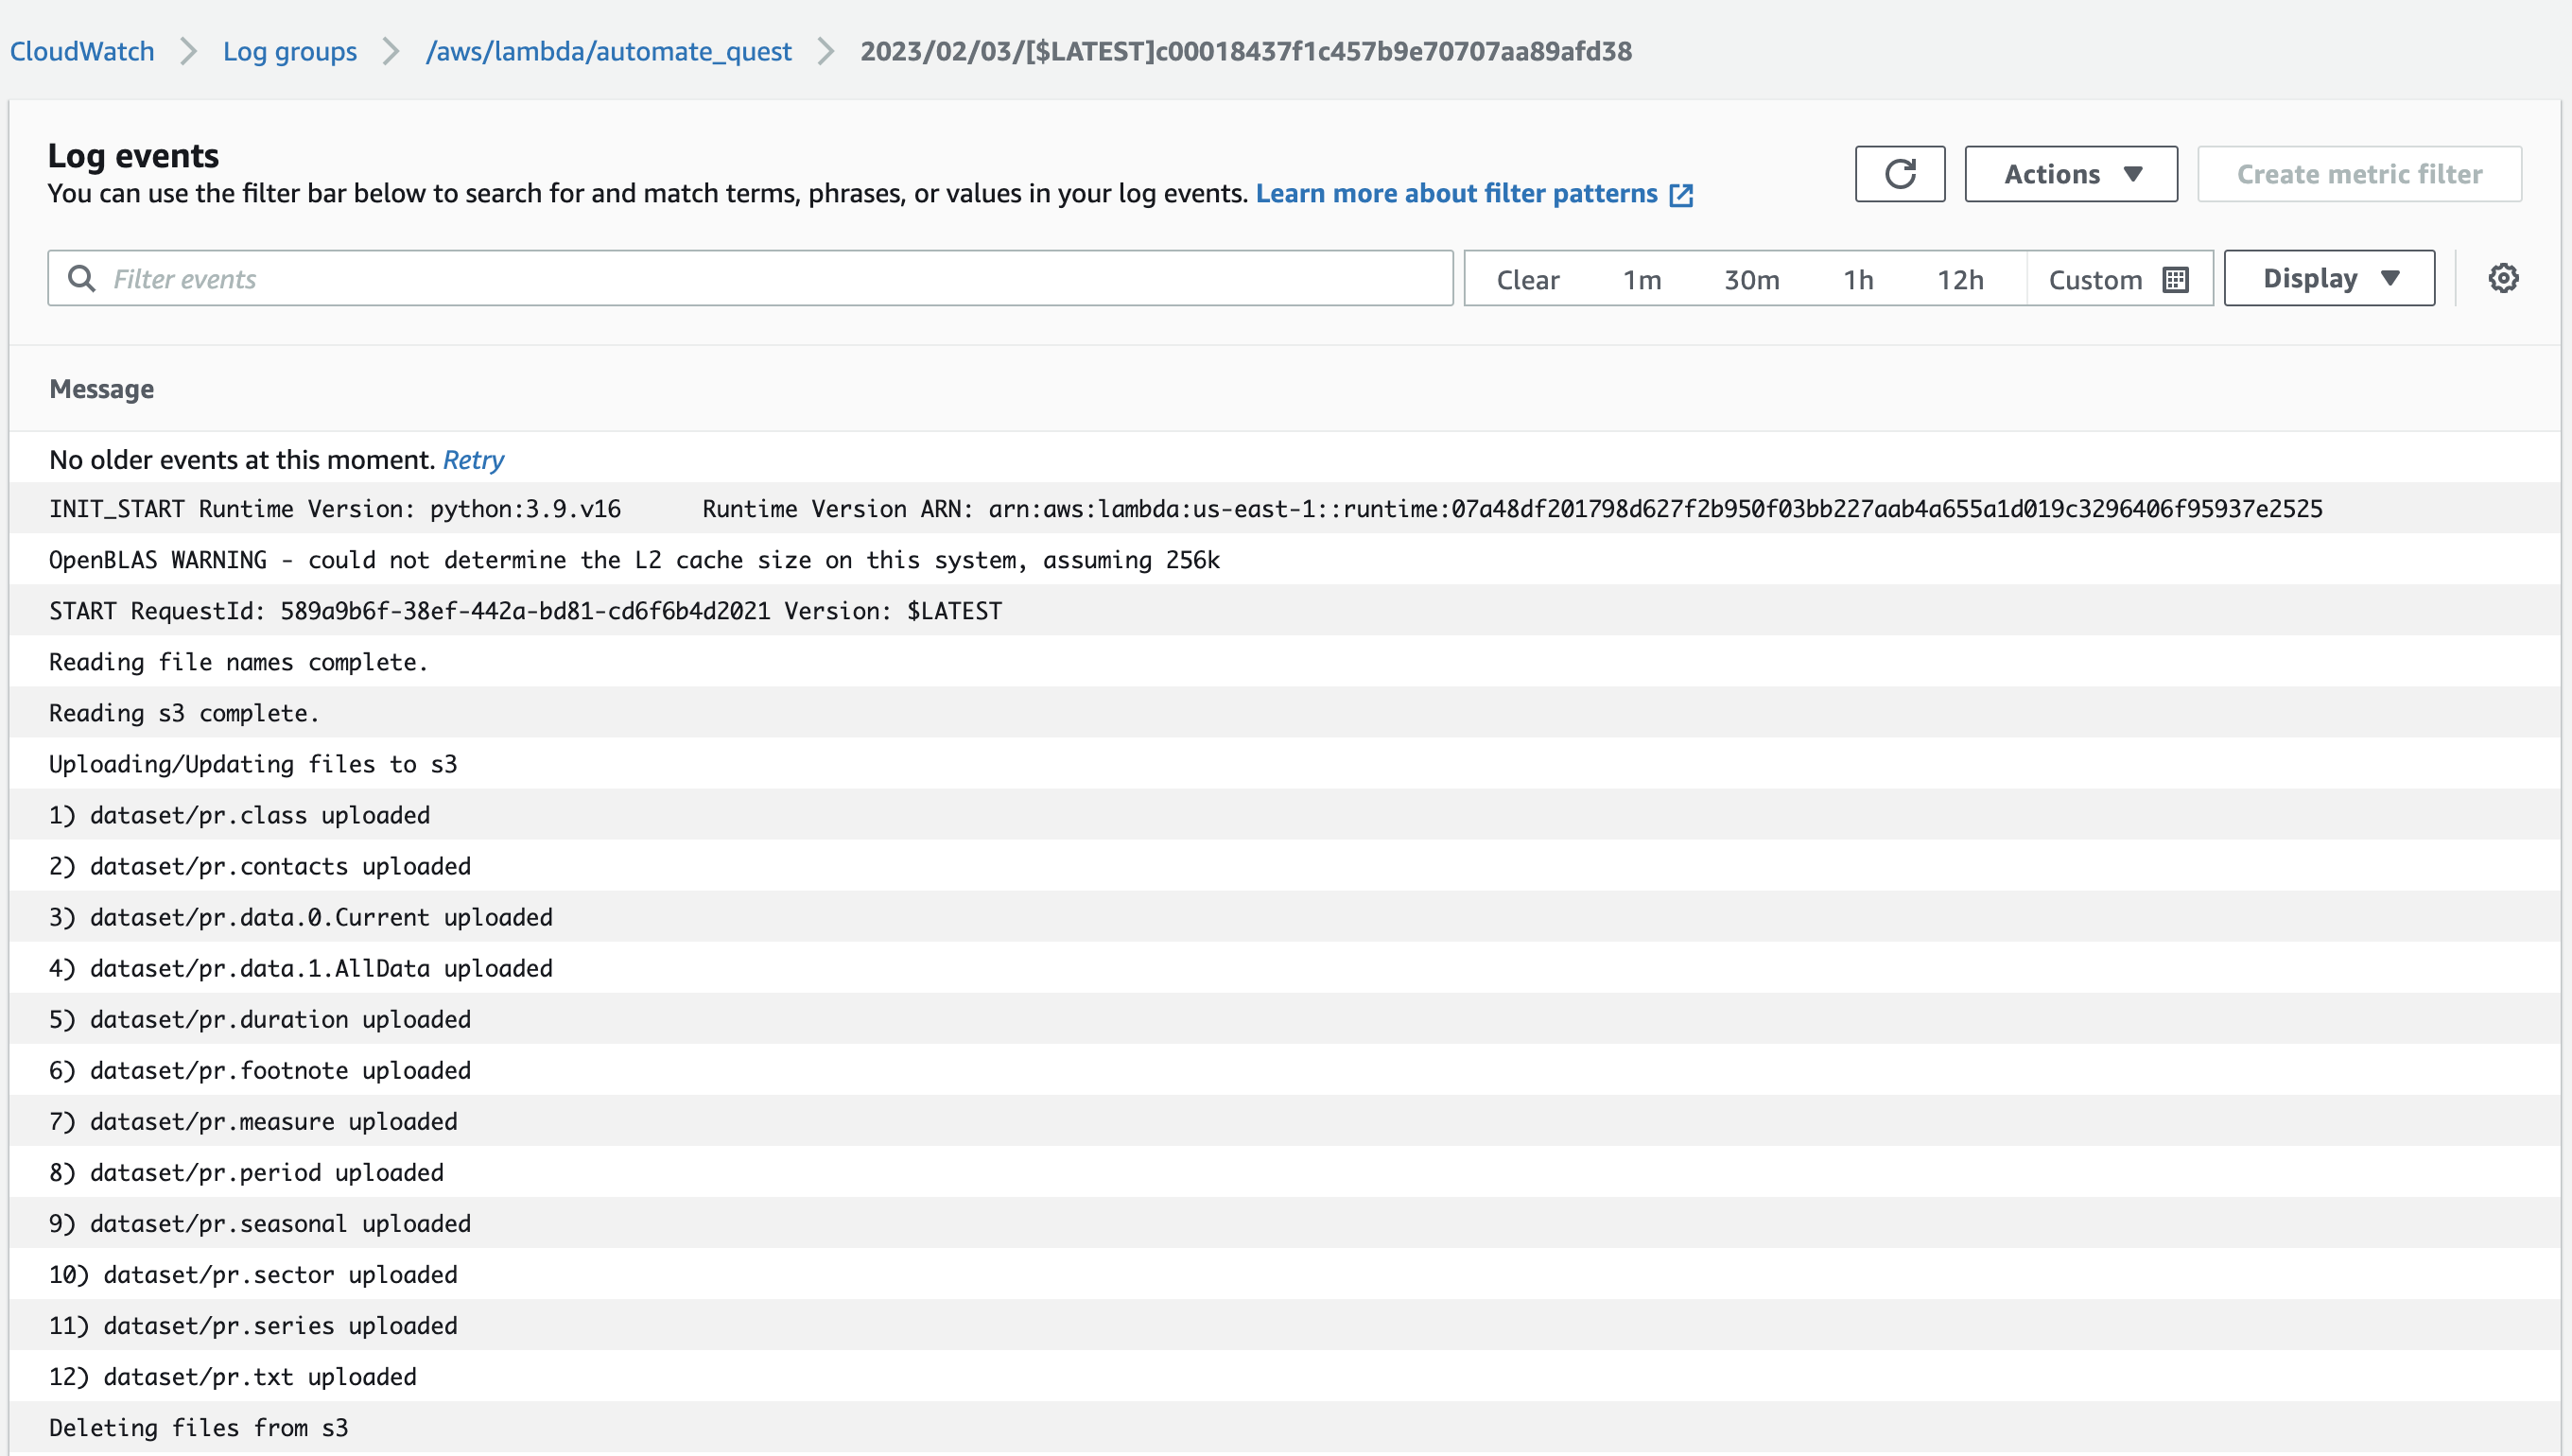 CloudWatch > Log groups > /aws/lambda/automate_quest > 2023/02/03/[$LATEST]c00018437f1c457b9e70707aa89afd38
Log events
You can use the filter bar below to search for and match terms, phrases, or values in your log events. Learn more about filter patterns
Actions
Create metric filter
Filter events
Clear 1m 30m 1h 12h Custom
Display
Message
No older events at this moment. Retry
INIT_START Runtime Version: python:3.9.v16 Runtime Version ARN: arn:aws:lambda:us-east-1::runtime:07a48df201798d627f2b950f03bb227aab4a655a1d019c3296406f95937e2525
OpenBLAS WARNING - could not determine the L2 cache size on this system, assuming 256k
START RequestId: 589a9b6f-38ef-442a-bd81-cd6f6b4d2021 Version: $LATEST
Reading file names complete.
Reading s3 complete.
Uploading/Updating files to s3
1) dataset/pr.class uploaded
2) dataset/pr.contacts uploaded
3) dataset/pr.data.0.Current uploaded
4) dataset/pr.data.1.AllData uploaded
5) dataset/pr.duration uploaded
6) dataset/pr.footnote uploaded
7) dataset/pr.measure uploaded
8) dataset/pr.period uploaded
9) dataset/pr.seasonal uploaded
10) dataset/pr.sector uploaded
11) dataset/pr.series uploaded
12) dataset/pr.txt uploaded
Deleting files from s3